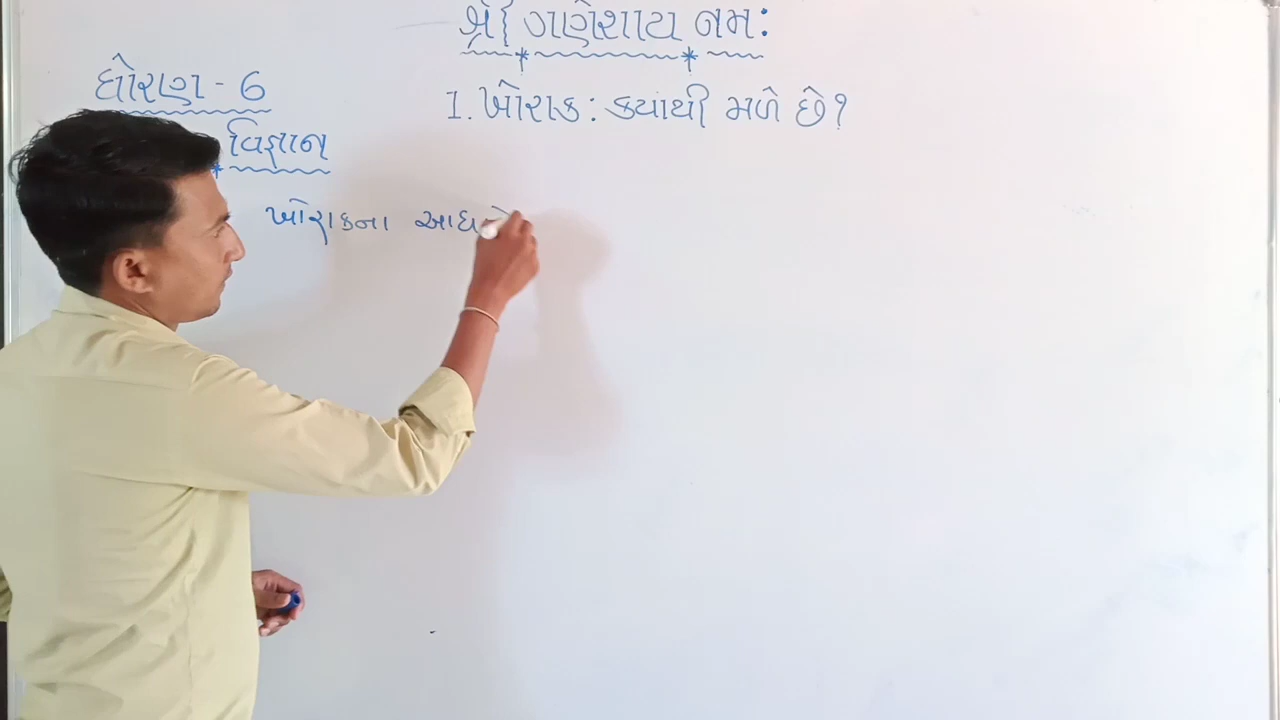 શ્રી ગણેશાય નમ:
ધોરણ - 6
વિજ્ઞાન
1. ખોરાક : ક્યાંથી મળે છે?
ખોરાકના